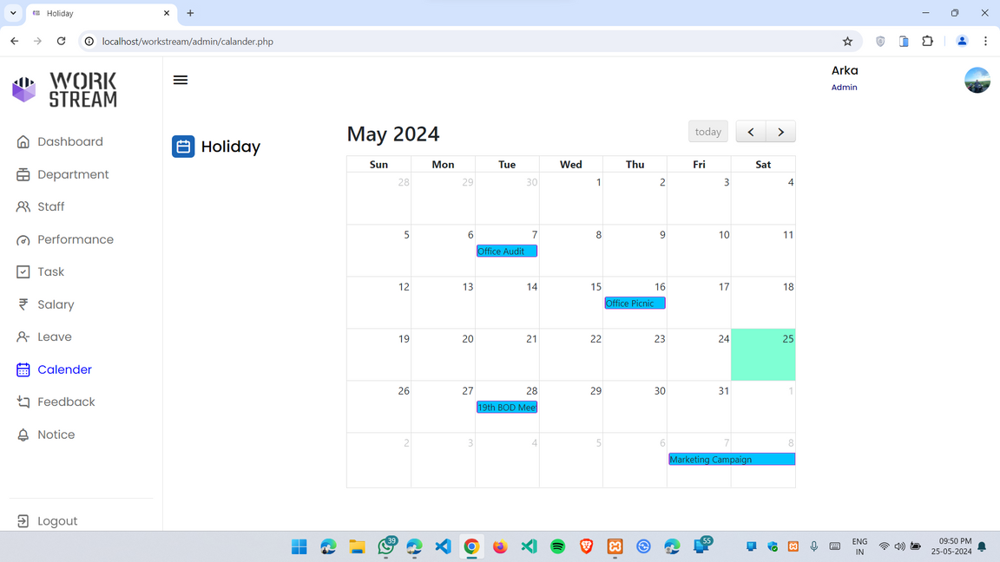 Holiday
localhost/workstream/admin/calander.php
WORK
STREAM
Arka
Admin
Dashboard
Department
Staff
Performance
Task
Salary
Leave
Calender
Feedback
Notice
Logout
Holiday
May 2024
today
Sun Mon Tue Wed Thu Fri Sat
28 29 30 1 2 3 4
5 6 7 8 9 10 11
Office Audit
12 13 14 15 16 17 18
Office Picnic
19 20 21 22 23 24 25
26 27 28 29 30 31 1
19th BOD Mee
2 3 4 5 6 7 8
Marketing Campaign
39
55
ENG
IN
09:50 PM
25-05-2024